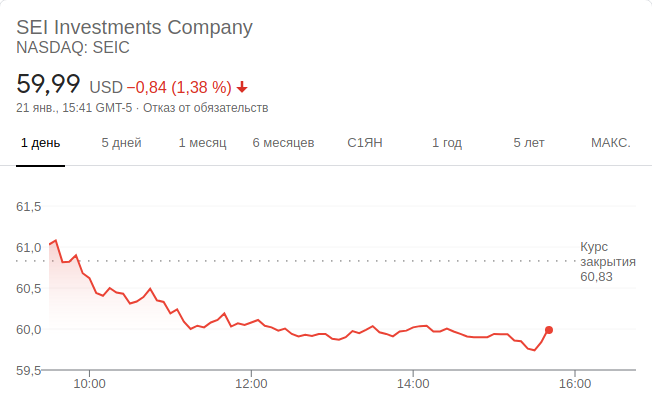 SEI Investments Company
NASDAQ: SEIC
59,99 USD −0,84 (1,38 %)
21 янв., 15:41 GMT-5 · Отказ от обязательств
1 день 5 дней 1 месяц 6 месяцев С1ЯН 1 год 5 лет МАКС.
61,5
61,0
60,5
60,0
59,5
Курс
закрытия
60,83
10:00 12:00 14:00 16:00